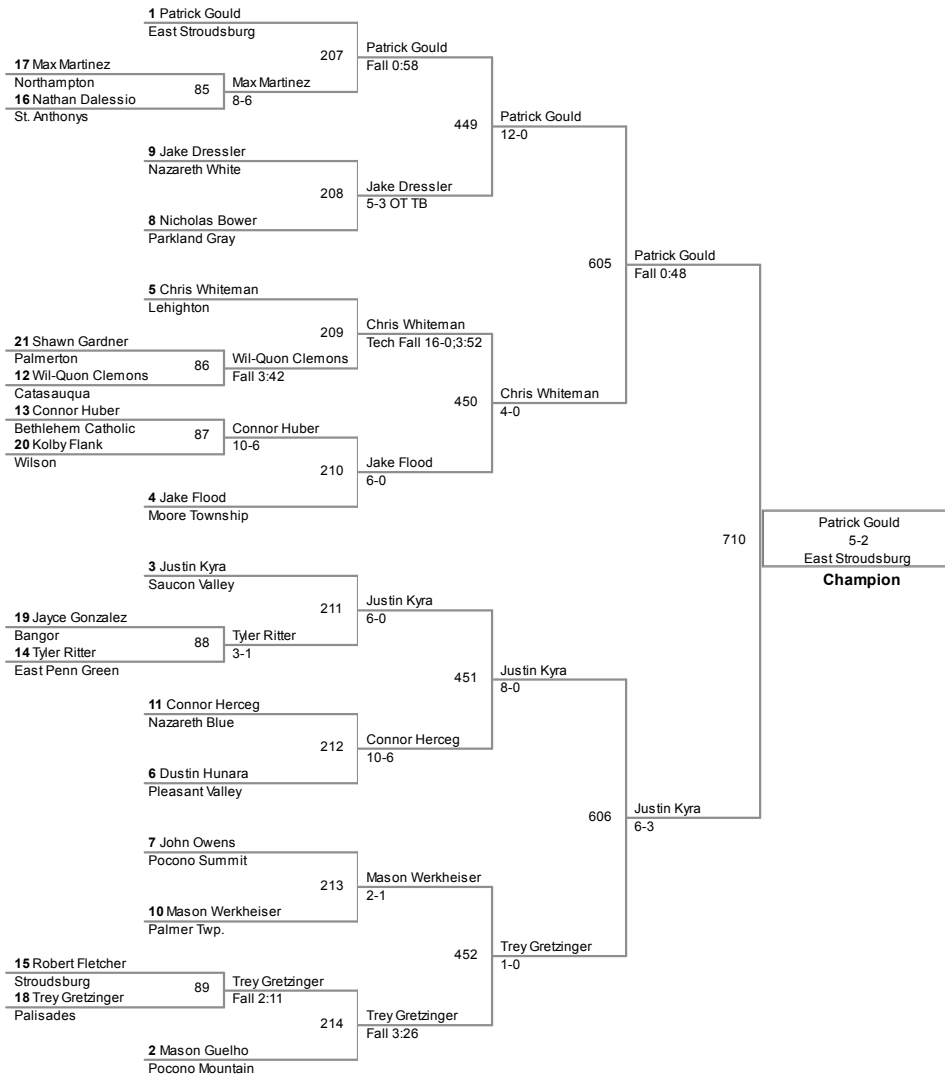 1 Patrick Gould
East Stroudsburg
207
Patrick Gould
Fall 0:58
17 Max Martinez
Northampton
85
Max Martinez
8-6
16 Nathan Dalessio
St. Anthonys
449
Patrick Gould
12-0
9 Jake Dressler
Nazareth White
208
Jake Dressler
5-3 OT TB
8 Nicholas Bower
Parkland Gray
605
Patrick Gould
Fall 0:48
5 Chris Whiteman
Lehighton
209
Chris Whiteman
Tech Fall 16-0;3:52
21 Shawn Gardner
Palmerton
86
Wil-Quon Clemons
Fall 3:42
12 Wil-Quon Clemons
Catasauqua
450
Chris Whiteman
4-0
13 Connor Huber
Bethlehem Catholic
87
Connor Huber
10-6
20 Kolby Flank
Wilson
210
Jake Flood
6-0
4 Jake Flood
Moore Township
710
Patrick Gould
5-2
East Stroudsburg
Champion
3 Justin Kyra
Saucon Valley
211
Justin Kyra
6-0
19 Jayce Gonzalez
Bangor
88
Tyler Ritter
3-1
14 Tyler Ritter
East Penn Green
451
Justin Kyra
8-0
11 Connor Herceg
Nazareth Blue
212
Connor Herceg
10-6
6 Dustin Hunara
Pleasant Valley
606
Justin Kyra
6-3
7 John Owens
Pocono Summit
213
Mason Werkheiser
2-1
10 Mason Werkheiser
Palmer Twp.
452
Trey Gretzinger
1-0
15 Robert Fletcher
Stroudsburg
89
Trey Gretzinger
Fall 2:11
18 Trey Gretzinger
Palisades
214
Trey Gretzinger
Fall 3:26
2 Mason Guelho
Pocono Mountain